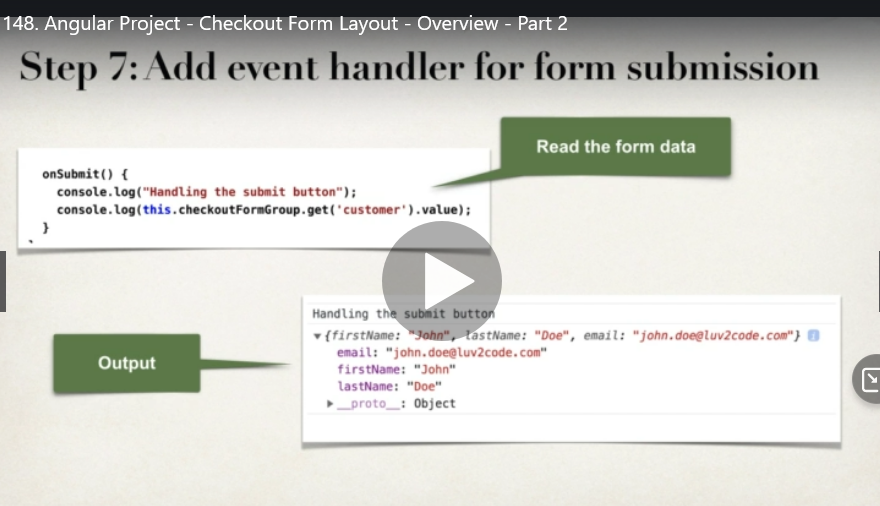 148. Angular Project - Checkout Form Layout - Overview - Part 2
Step 7: Add event handler for form submission
Read the form data
onSubmit() {
console.log("Handling the submit button");
console.log(this.checkoutFormGroup.get('customer').value);
}
Handling the submit button
▼{firstName: "John", lastName: "Doe", email: "john.doe@luv2code.com"} i
email: "john.doe@luv2code.com"
firstName: "John"
lastName: "Doe"
▶__proto__: Object
Output